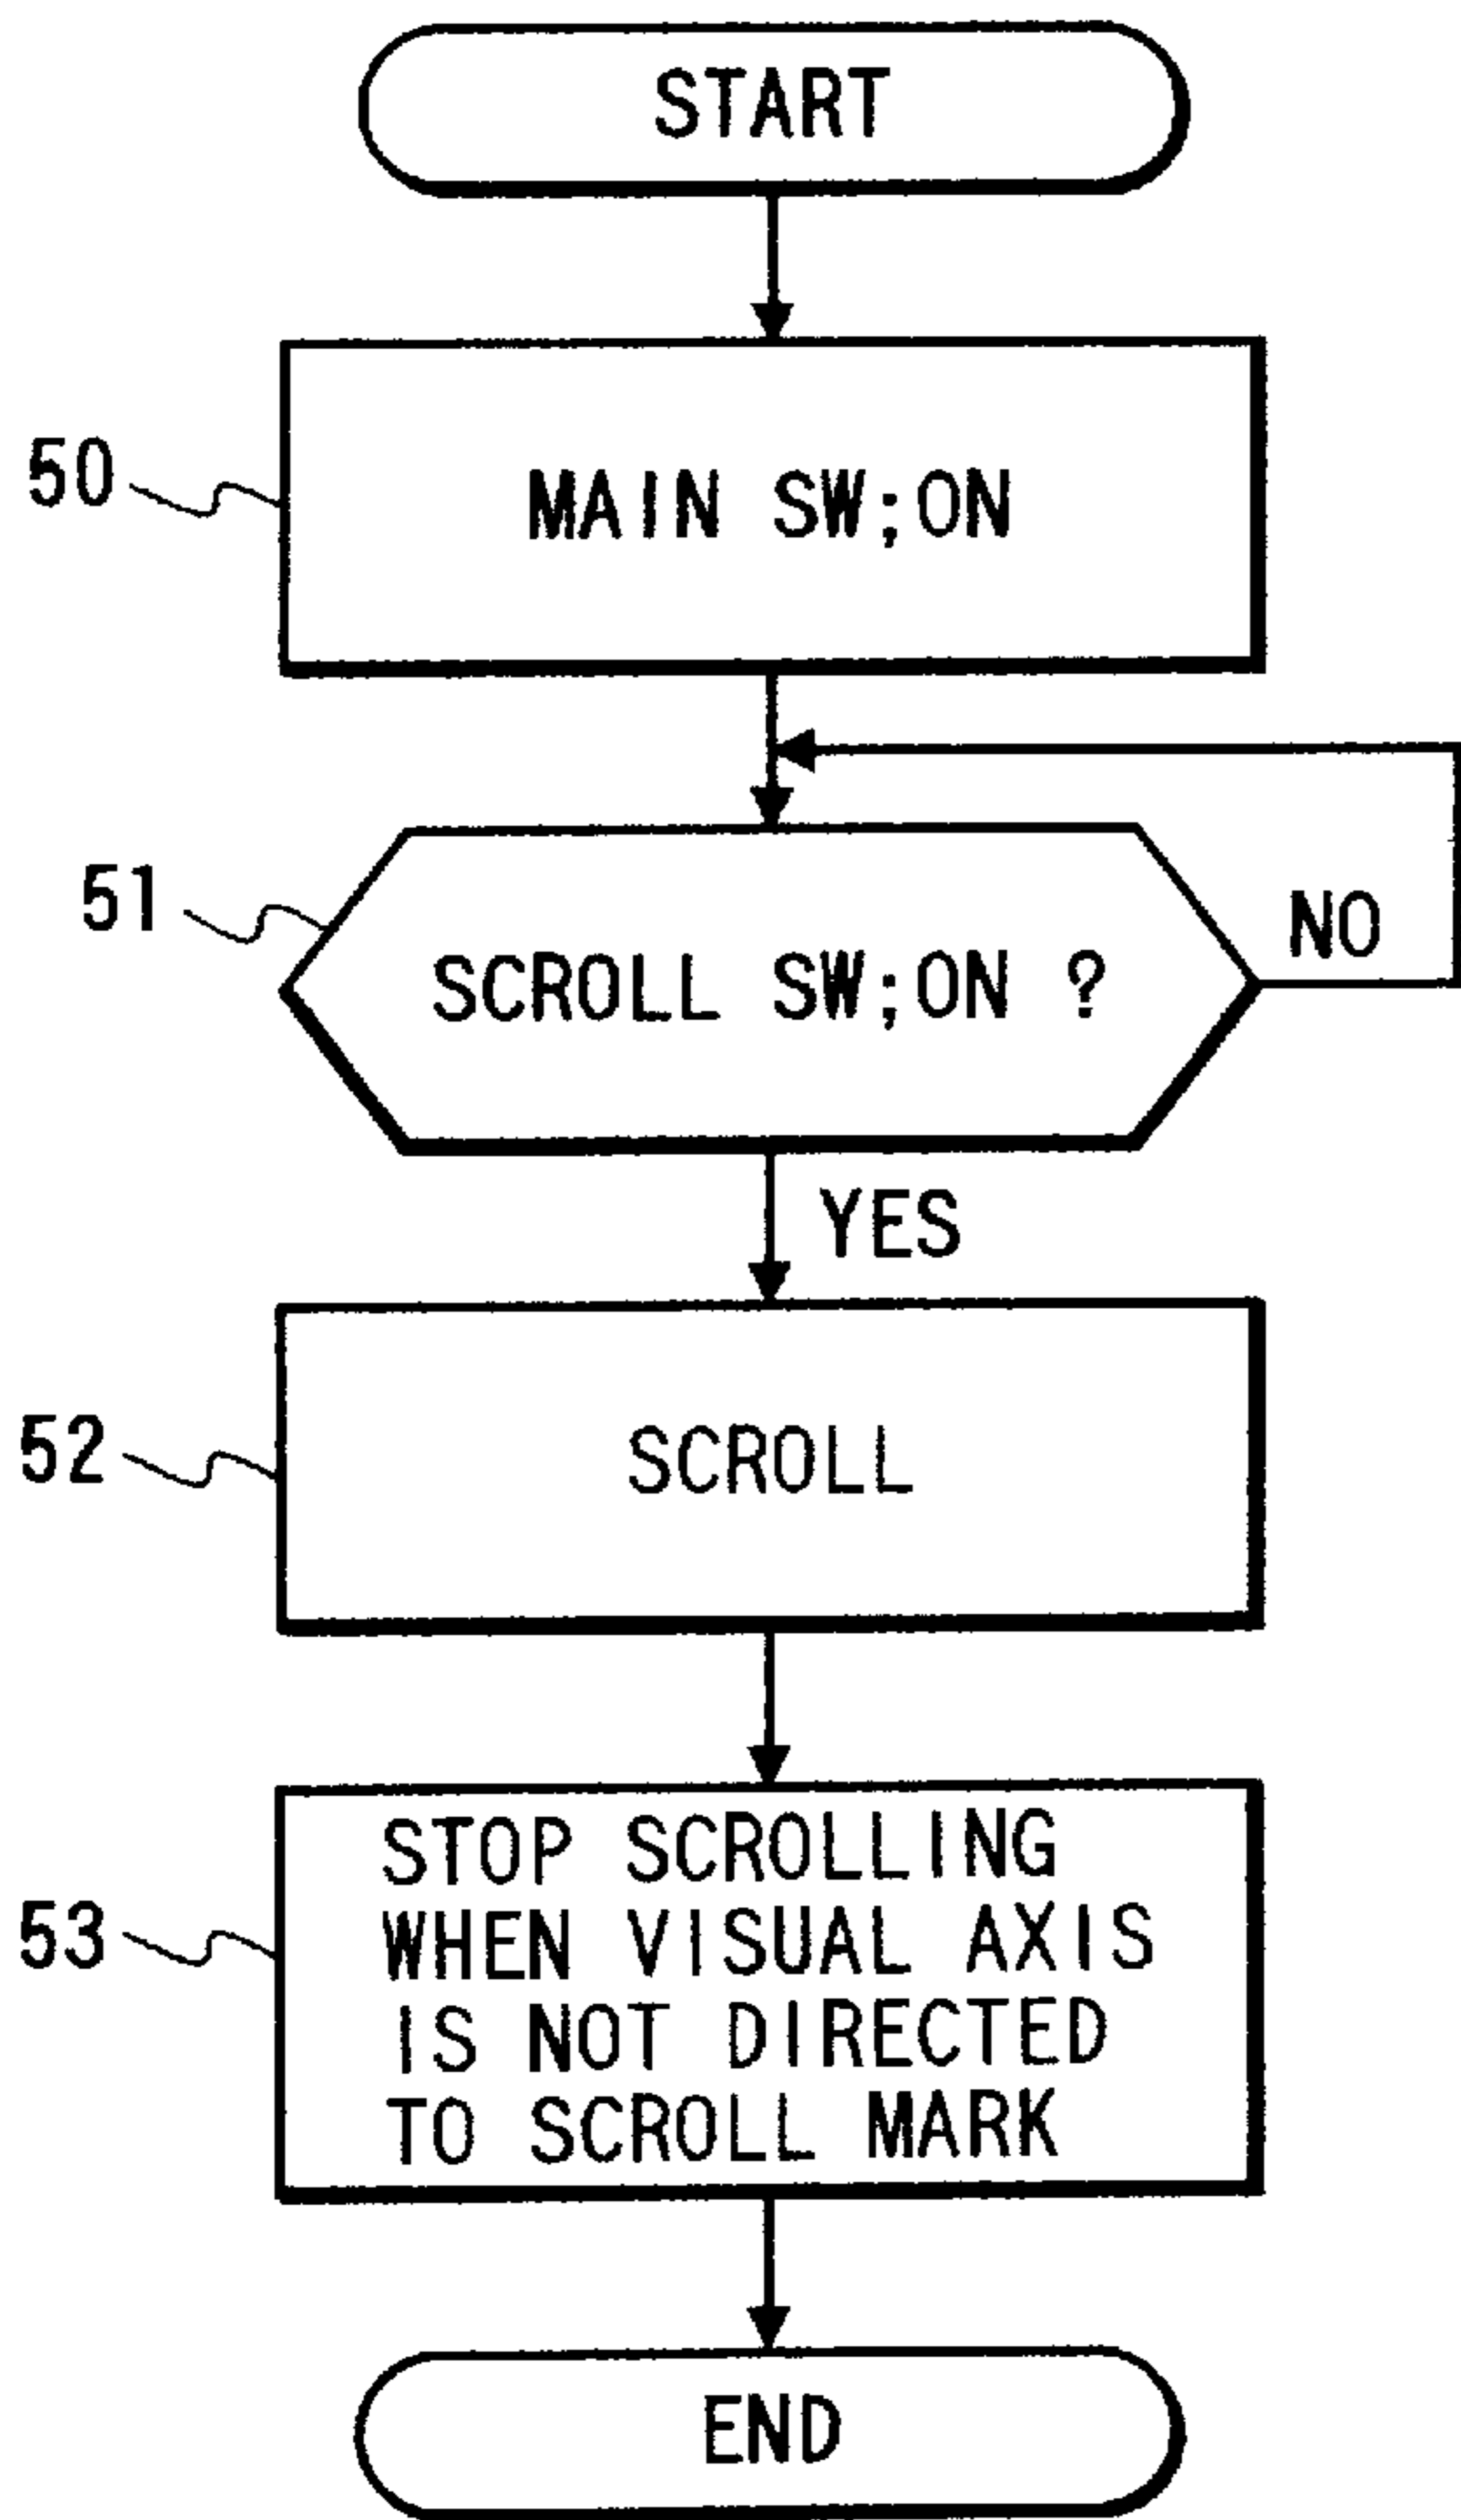 START
50
MAIN SW;ON
51
SCROLL SW;ON ?
NO
YES
52
SCROLL
53
STOP SCROLLING
WHEN VISUAL AXIS
IS NOT DIRECTED
TO SCROLL MARK
END